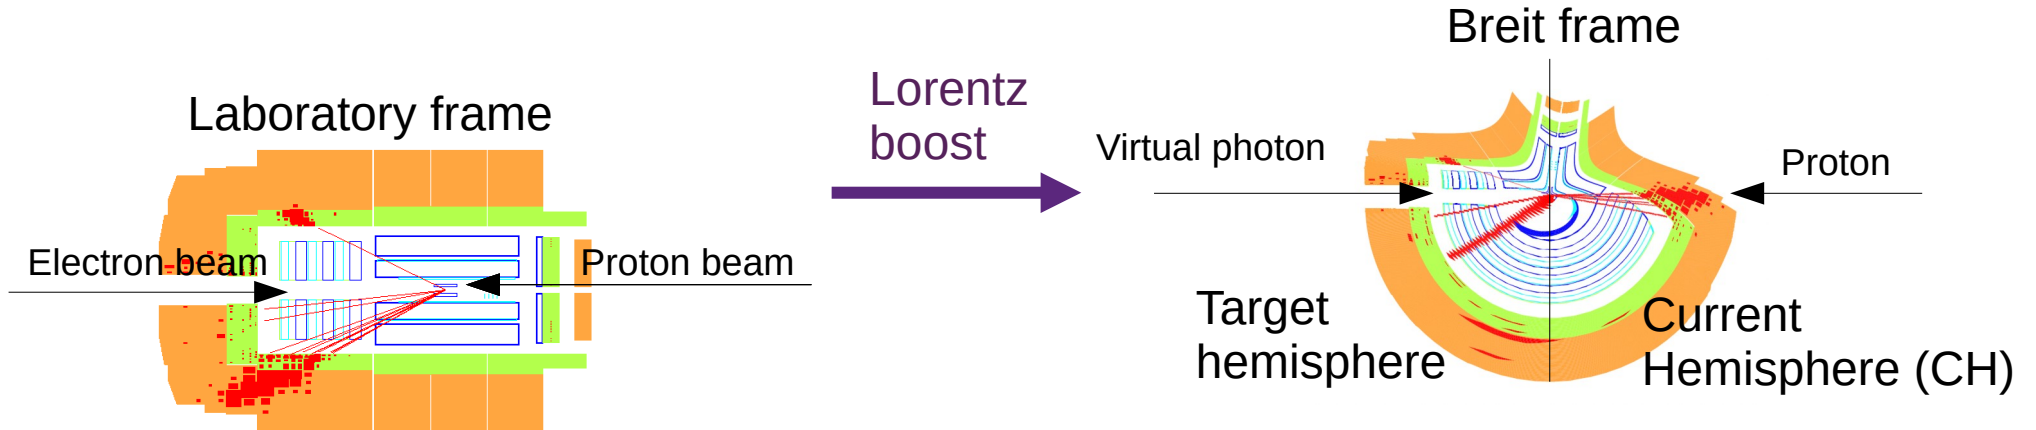 Laboratory frame
Electron beam
Proton beam
Lorentz
boost
Breit frame
Virtual photon
Proton
Target
hemisphere
Current
Hemisphere (CH)